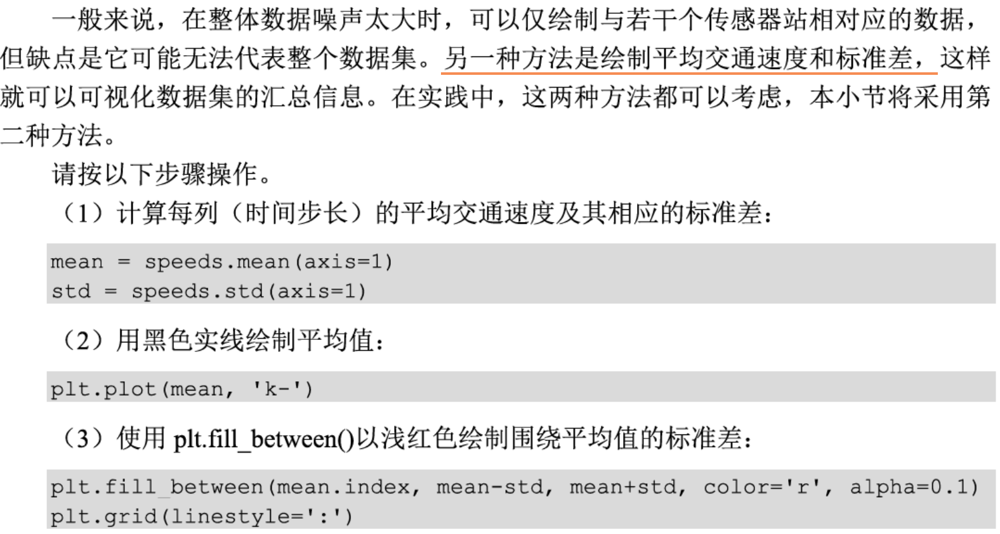 一般来说，在整体数据噪声太大时，可以仅绘制与若干个传感器站相对应的数据，
但缺点是它可能无法代表整个数据集。另一种方法是绘制平均交通速度和标准差，这样
就可以可视化数据集的汇总信息。在实践中，这两种方法都可以考虑，本小节将采用第
二种方法。
请按以下步骤操作。
（1）计算每列（时间步长）的平均交通速度及其相应的标准差：
mean = speeds.mean(axis=1)
std = speeds.std(axis=1)
（2）用黑色实线绘制平均值：
plt.plot(mean, 'k-')
（3）使用 plt.fill_between()以浅红色绘制围绕平均值的标准差：
plt.fill_between(mean.index, mean-std, mean+std, color='r', alpha=0.1)
plt.grid(linestyle=':')